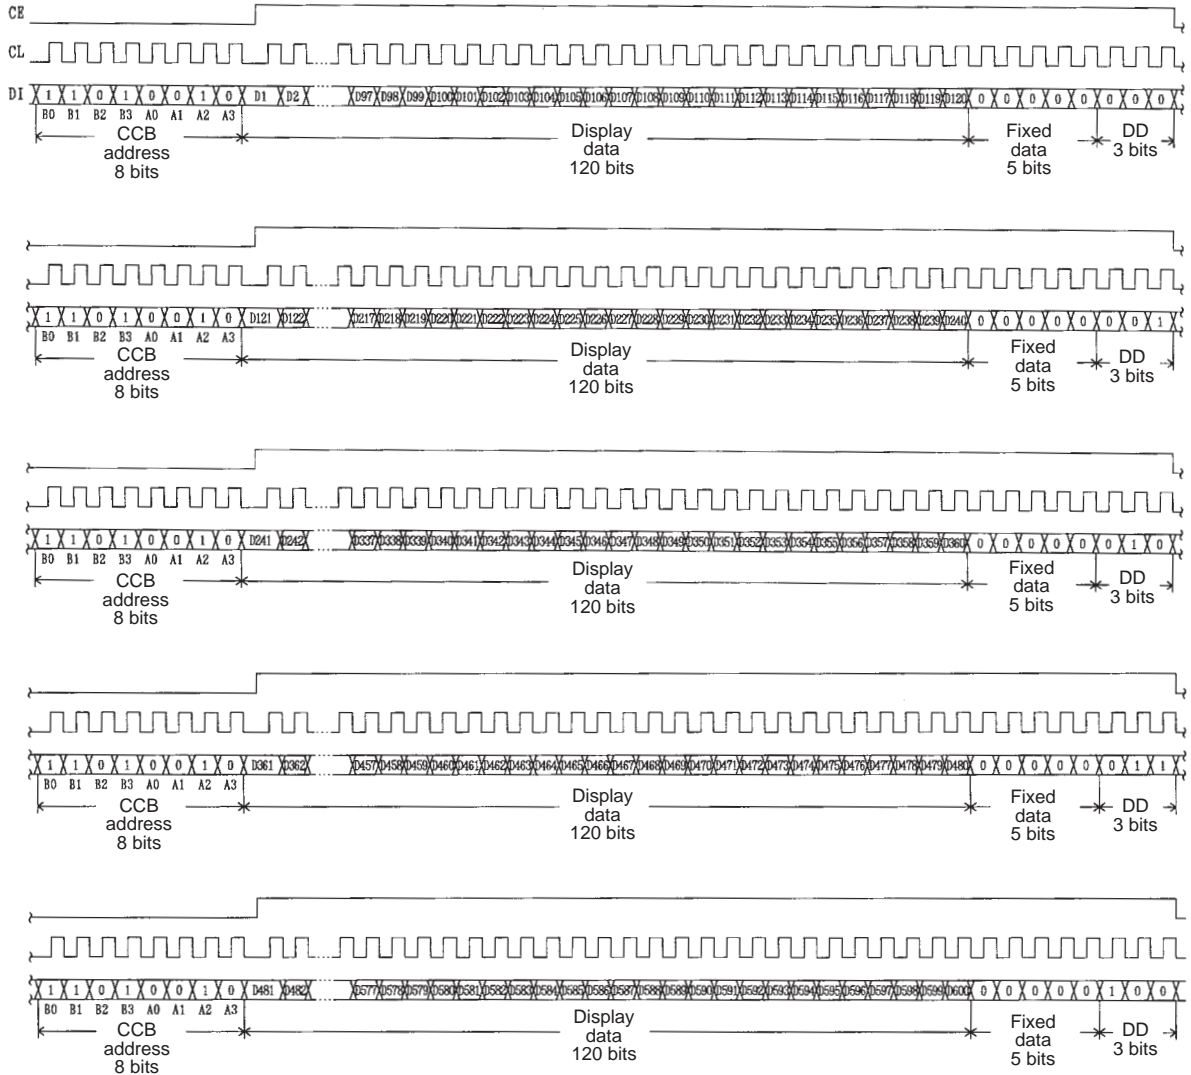 CE
CL
DI 1 1 0 1 0 0 1 0 D1 D2 D97 D98 D99 D100 D101 D102 D103 D104 D105 D106 D107 D108 D109 D110 D111 D112 D113 D114 D115 D116 D117 D118 D119 D120 0 0 0 0 0 0 0 0
B0 B1 B2 B3 A0 A1 A2 A3
CCB address 8 bits
Display data 120 bits
Fixed data 5 bits
DD 3 bits
1 1 0 1 0 0 1 0 D121 D122 D217 D218 D219 D220 D221 D222 D223 D224 D225 D226 D227 D228 D229 D230 D231 D232 D233 D234 D235 D236 D237 D238 D239 D240 0 0 0 0 0 0 0 1
B0 B1 B2 B3 A0 A1 A2 A3
CCB address 8 bits
Display data 120 bits
Fixed data 5 bits
DD 3 bits
1 1 0 1 0 0 1 0 D241 D242 D337 D338 D339 D340 D341 D342 D343 D344 D345 D346 D347 D348 D349 D350 D351 D352 D353 D354 D355 D356 D357 D358 D359 D360 0 0 0 0 0 0 1 0
B0 B1 B2 B3 A0 A1 A2 A3
CCB address 8 bits
Display data 120 bits
Fixed data 5 bits
DD 3 bits
1 1 0 1 0 0 1 0 D361 D362 D457 D458 D459 D460 D461 D462 D463 D464 D465 D466 D467 D468 D469 D470 D471 D472 D473 D474 D475 D476 D477 D478 D479 D480 0 0 0 0 0 0 1 1
B0 B1 B2 B3 A0 A1 A2 A3
CCB address 8 bits
Display data 120 bits
Fixed data 5 bits
DD 3 bits
1 1 0 1 0 0 1 0 D481 D482 D577 D578 D579 D580 D581 D582 D583 D584 D585 D586 D587 D588 D589 D590 D591 D592 D593 D594 D595 D596 D597 D598 D599 D600 0 0 0 0 0 1 0 0
B0 B1 B2 B3 A0 A1 A2 A3
CCB address 8 bits
Display data 120 bits
Fixed data 5 bits
DD 3 bits